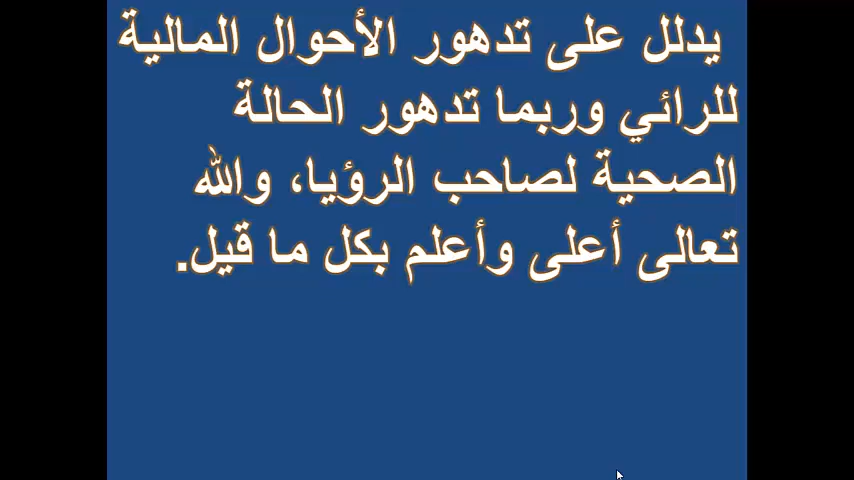 يدلل على تدهور الأحوال المالية
للرائي وربما تدهور الحالة
الصحية لصاحب الرؤيا، والله
تعالى أعلى وأعلم بكل ما قيل.